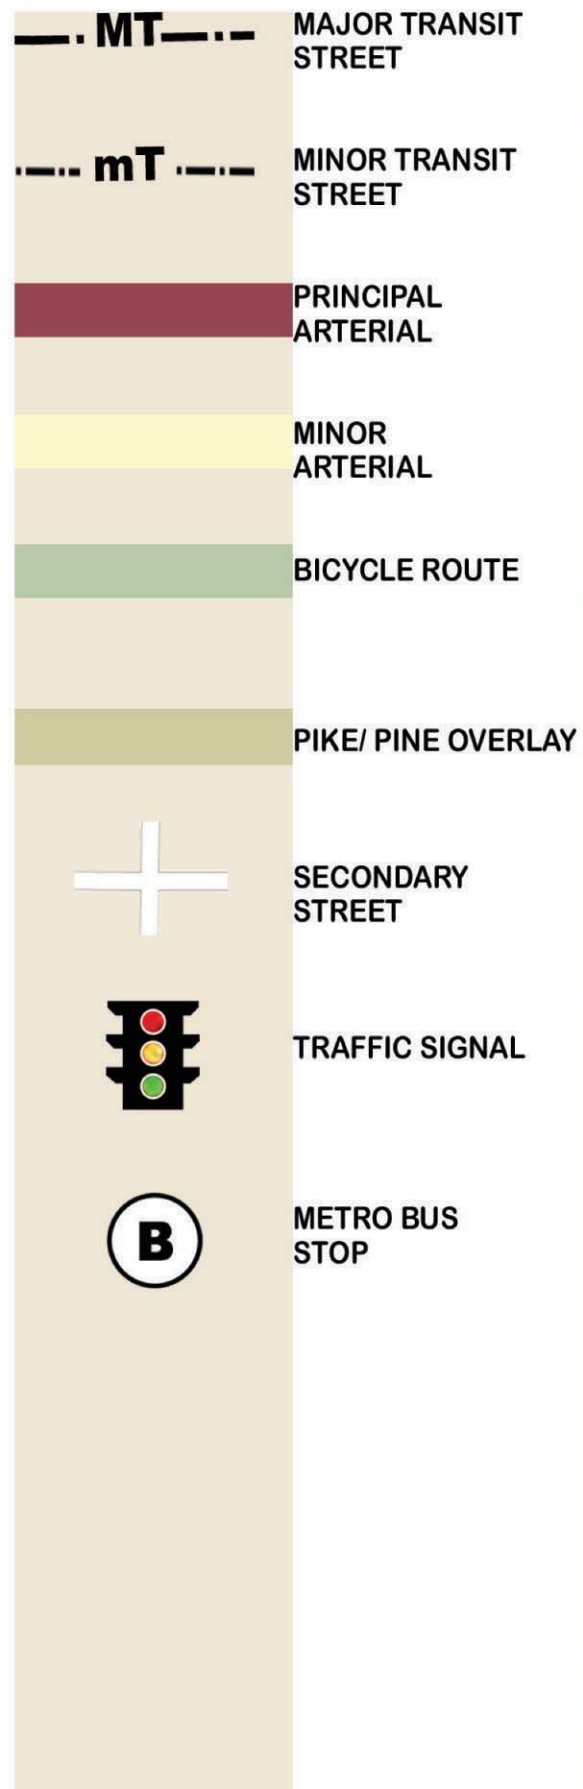 MT
MAJOR TRANSIT
STREET
mT
MINOR TRANSIT
STREET
PRINCIPAL
ARTERIAL
MINOR
ARTERIAL
BICYCLE ROUTE
PIKE/ PINE OVERLAY
SECONDARY
STREET
TRAFFIC SIGNAL
B
METRO BUS
STOP